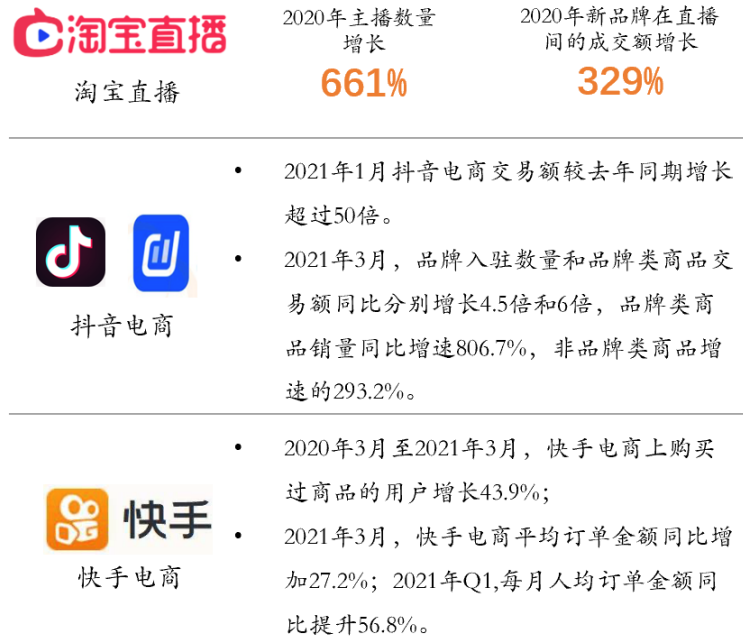 淘宝直播
淘宝直播
2020年主播数量
增长
661%
2020年新品牌在直播
间的成交额增长
329%
抖音电商
• 2021年1月抖音电商交易额较去年同期增长
超过50倍。
• 2021年3月，品牌入驻数量和品牌类商品交
易额同比分别增长4.5倍和6倍，品牌类商
品销量同比增速806.7%，非品牌类商品增
速的293.2%。
快手
快手电商
• 2020年3月至2021年3月，快手电商上购买
过商品的用户增长43.9%；
• 2021年3月，快手电商平均订单金额同比增
加27.2%；2021年Q1,每月人均订单金额同
比提升56.8%。